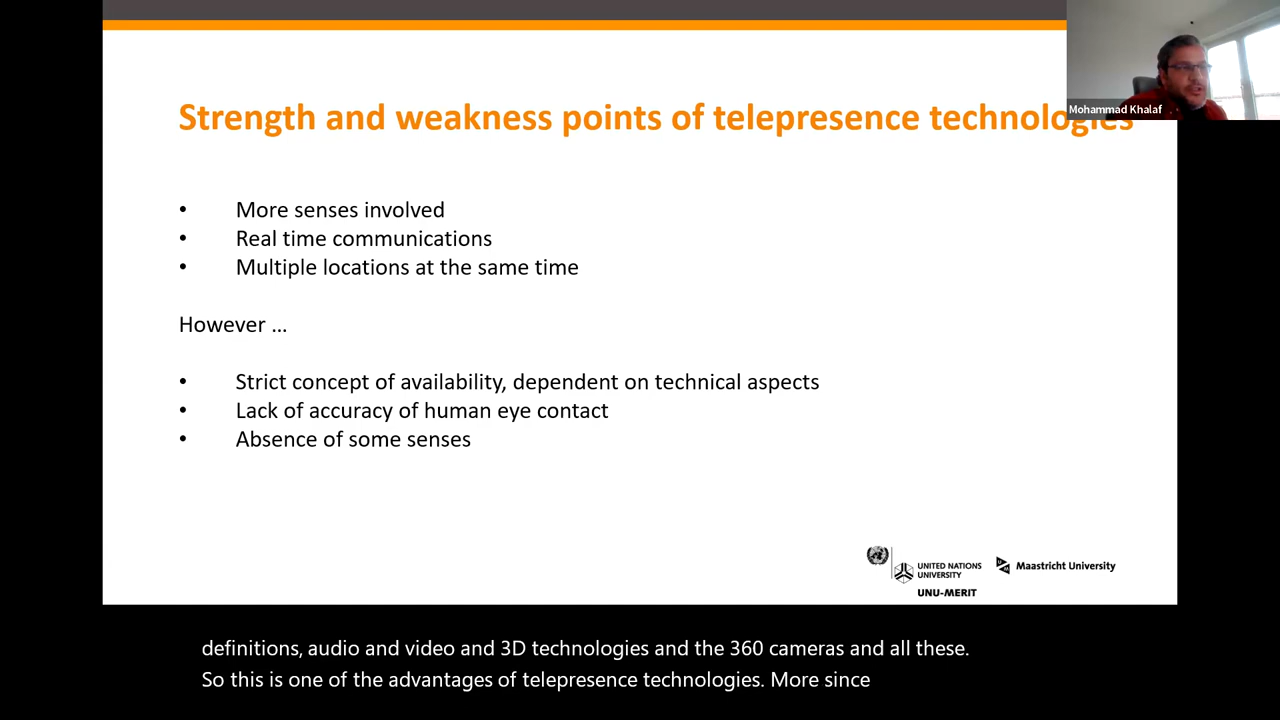 Strength and weakness points of telepresence technologies
Mohammad Khalaf
• More senses involved
• Real time communications
• Multiple locations at the same time
However ...
• Strict concept of availability, dependent on technical aspects
• Lack of accuracy of human eye contact
• Absence of some senses
UNITED NATIONS
UNIVERSITY
UNU-MERIT
Maastricht University
definitions, audio and video and 3D technologies and the 360 cameras and all these.
So this is one of the advantages of telepresence technologies. More since